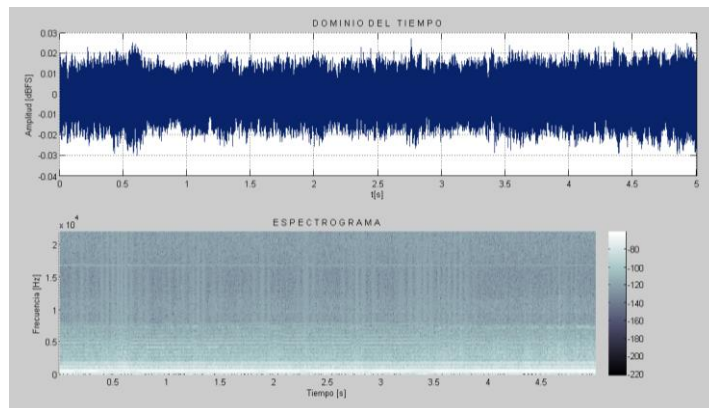 DOMINIO DEL TIEMPO
0.03
0.02
0.01
0
-0.01
-0.02
-0.03
-0.04
Amplitud [dBFS]
0 0.5 1 1.5 2 2.5 3 3.5 4 4.5 5
t[s]
ESPECTROGRAMA
x 10^4
2
1.5
1
0.5
0
Frecuencia [Hz]
0.5 1 1.5 2 2.5 3 3.5 4 4.5
Tiempo [s]
-80
-100
-120
-140
-160
-180
-200
-220